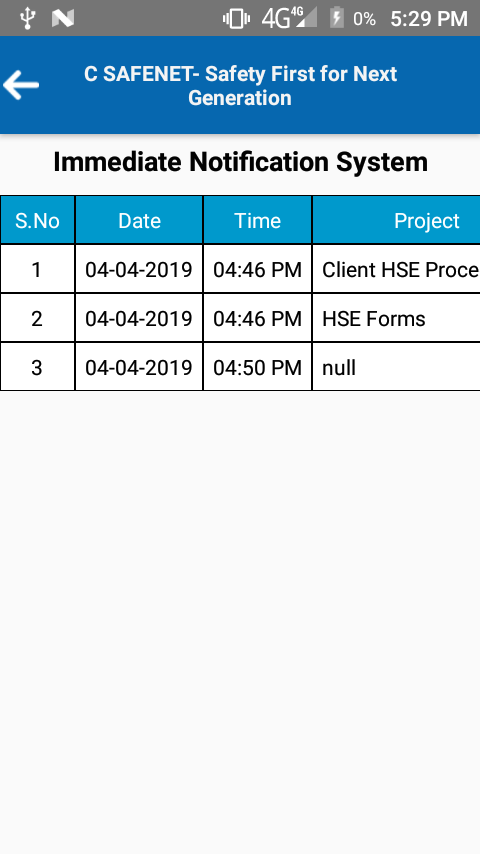 4G 4G 0% 5:29 PM
C SAFENET- Safety First for Next
Generation
Immediate Notification System
S.No Date Time Project
1 04-04-2019 04:46 PM Client HSE Proce
2 04-04-2019 04:46 PM HSE Forms
3 04-04-2019 04:50 PM null